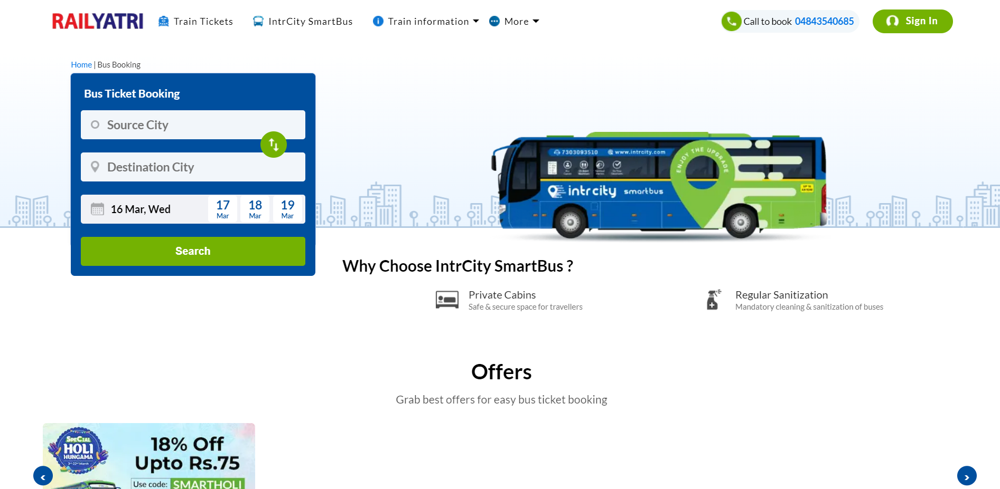 RAILYATRI
Train Tickets
IntrCity SmartBus
Train information
More
Call to book 04843540685
Sign In
Home | Bus Booking
Bus Ticket Booking
Source City
Destination City
16 Mar, Wed
17 Mar
18 Mar
19 Mar
Search
7303093510 www.intrcity.com
ENJOY THE UPGRADE
intrcity smartbus
Why Choose IntrCity SmartBus ?
Private Cabins
Safe & secure space for travellers
Regular Sanitization
Mandatory cleaning & sanitization of buses
Offers
Grab best offers for easy bus ticket booking
SPECIAL
HOLI
HUNGAMA
3rd-22nd March
18% Off
Upto Rs.75
Use code: SMARTHOLI